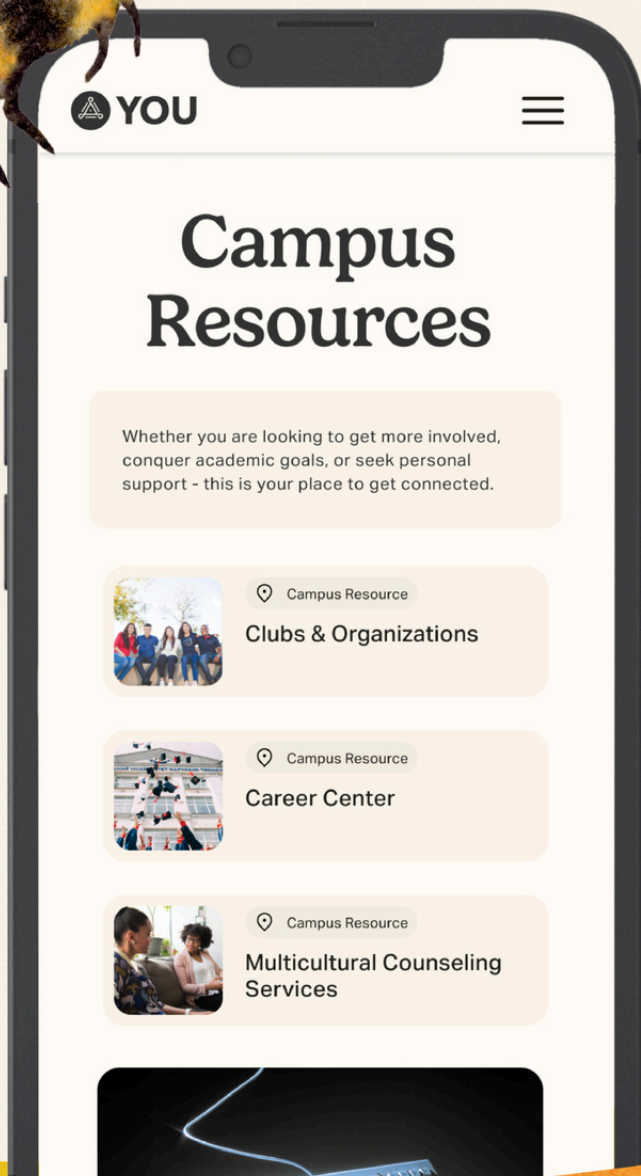 YOU
Campus
Resources
Whether you are looking to get more involved,
conquer academic goals, or seek personal
support - this is your place to get connected.
Campus Resource
Clubs & Organizations
Campus Resource
Career Center
Campus Resource
Multicultural Counseling
Services